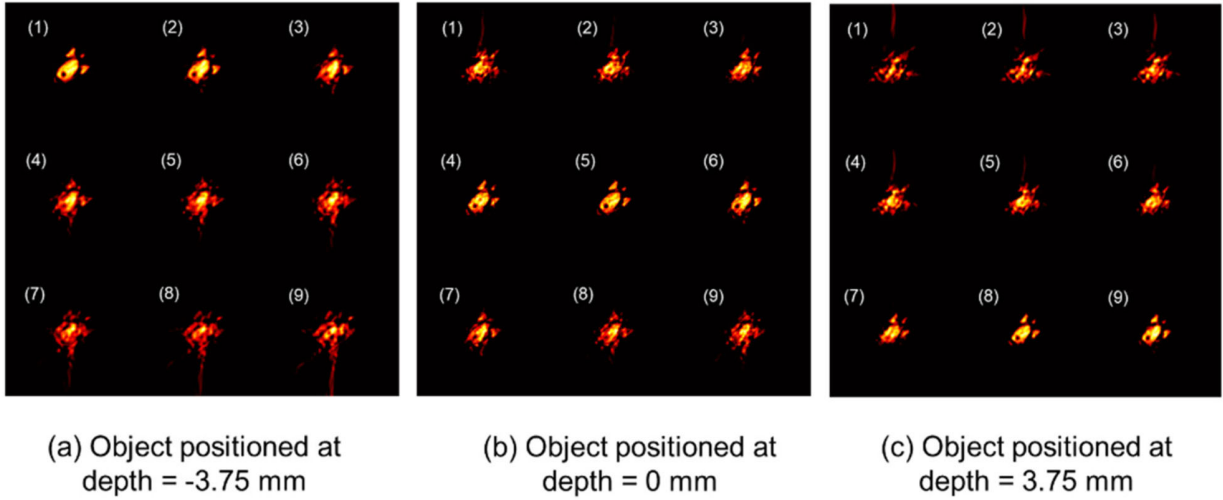 (1) (2) (3)
(4) (5) (6)
(7) (8) (9)
(1) (2) (3)
(4) (5) (6)
(7) (8) (9)
(1) (2) (3)
(4) (5) (6)
(7) (8) (9)
(a) Object positioned at
depth = -3.75 mm
(b) Object positioned at
depth = 0 mm
(c) Object positioned at
depth = 3.75 mm